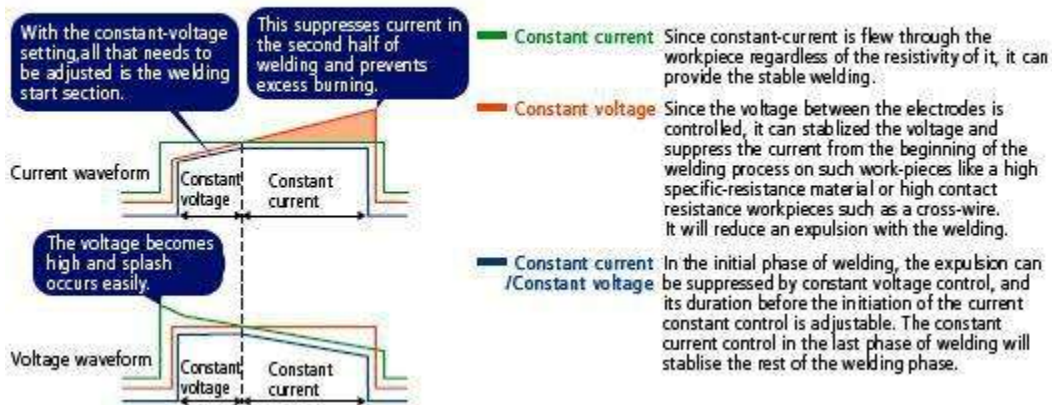 With the constant-voltage
setting,all that needs to
be adjusted is the welding
start section.
This suppresses current in
the second half of
welding and prevents
excess burning.
Current waveform
Constant
voltage
Constant
current
The voltage becomes
high and splash
occurs easily.
Voltage waveform
Constant
voltage
Constant
current
Constant current
Since constant-current is flew through the
workpiece regardless of the resistivity of it, it can
provide the stable welding.
Constant voltage
Since the voltage between the electrodes is
controlled, it can stablized the voltage and
suppress the current from the beginning of the
welding process on such work-pieces like a high
specific-resistance material or high contact
resistance workpieces such as a cross-wire.
It will reduce an expulsion with the welding.
Constant current
/Constant voltage
In the initial phase of welding, the expulsion can
be suppressed by constant voltage control, and
its duration before the initiation of the current
constant control is adjustable. The constant
current control in the last phase of welding will
stablise the rest of the welding phase.